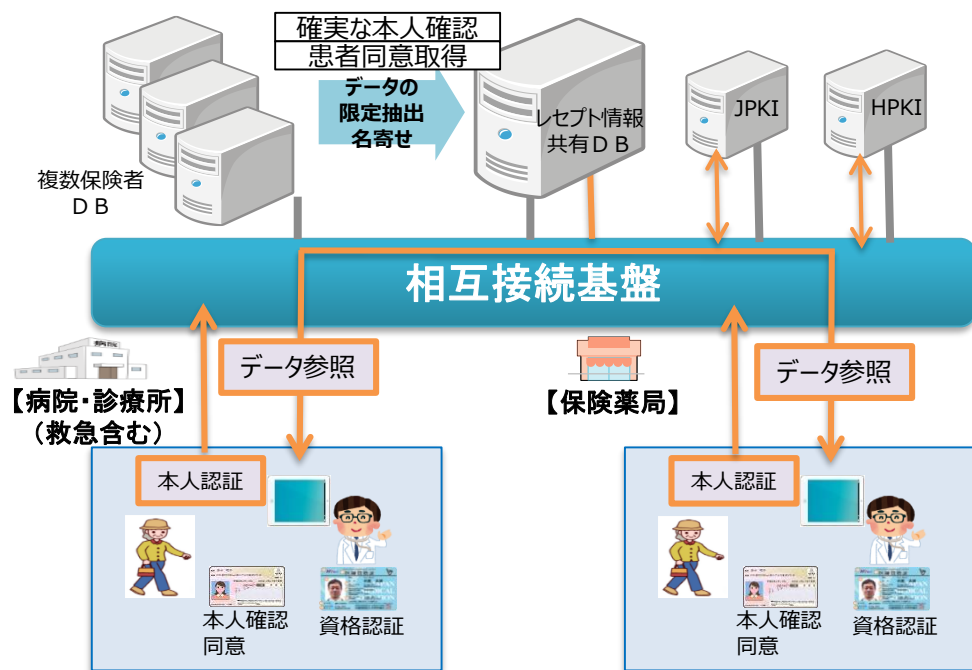 確実な本人確認
患者同意取得
データの
限定抽出
名寄せ
複数保険者
ＤＢ
レセプト情報
共有ＤＢ
JPKI
HPKI
相互接続基盤
病院
【病院・診療所】
（救急含む）
データ参照
【保険薬局】
データ参照
本人認証
本人確認
同意
資格認証
本人認証
本人確認
同意
資格認証